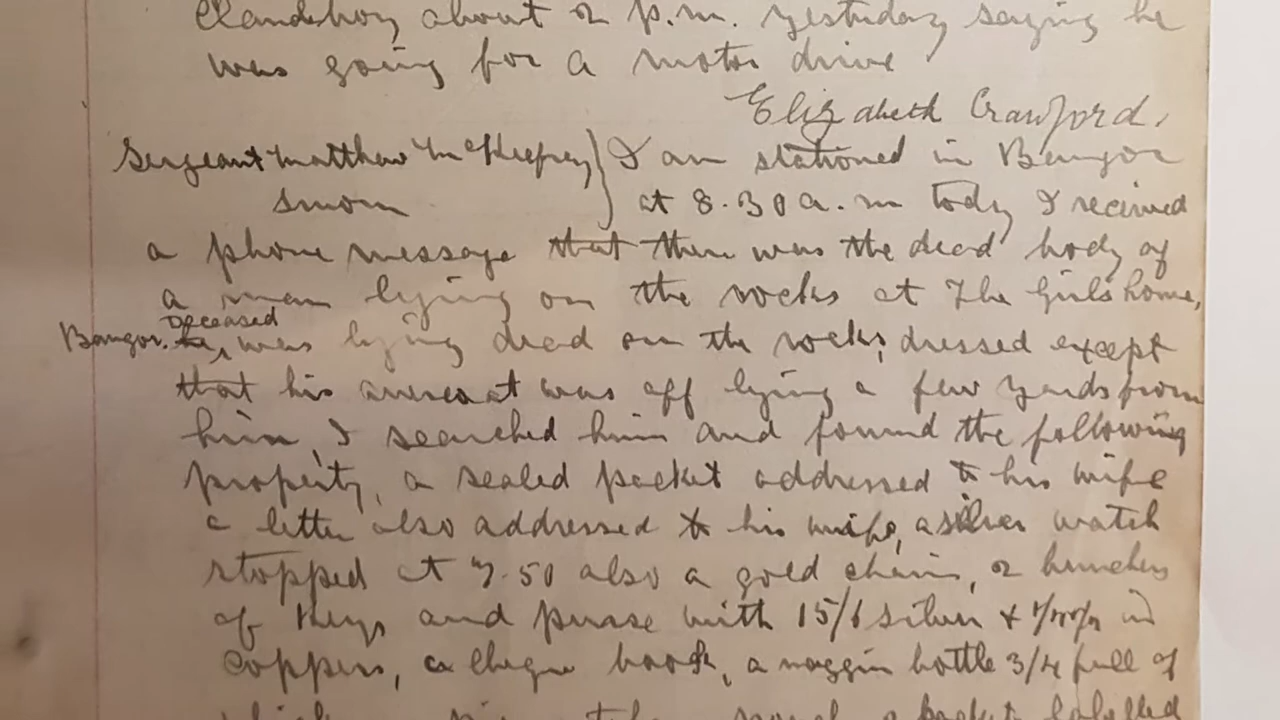 Clandeboy about 2 p.m. yesterday saying he
was going for a motor drive
Elizabeth Crawford.
Sergeant Matthew } I am stationed in Bangor
sworn } at 8.30 a.m today I received
a phone message that there was the dead body of
a man lying on the rocks at The Girls home,
Deceased
Bangor. he was lying dead on the rocks, dressed except
that his overcoat was off lying a few yards from
him, I searched him and found the following
property, a sealed packet addressed to his wife
a letter also addressed to his wife, a silver watch
stopped at 7.50 also a gold chain, 2 bunches
of keys and purse with 15/6 silver + in
coppers, a cheque book, a noggin bottle 3/4 full of
a packet labelled